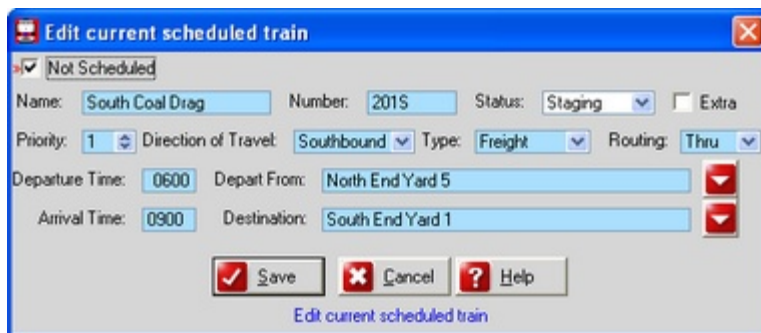 Edit current scheduled train
Not Scheduled
Name: South Coal Drag Number: 201S Status: Staging Extra
Priority: 1 Direction of Travel: Southbound Type: Freight Routing: Thru
Departure Time: 0600 Depart From: North End Yard 5
Arrival Time: 0900 Destination: South End Yard 1
Save Cancel Help
Edit current scheduled train